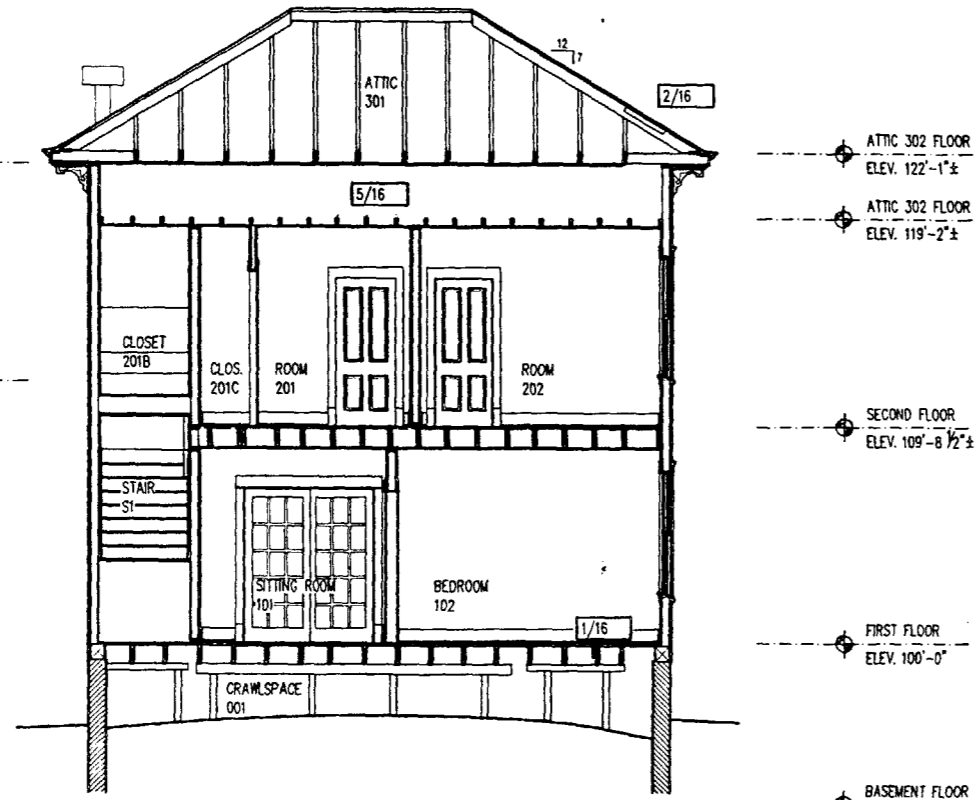 12
7
ATTIC
301
2/16
ATTIC 302 FLOOR
ELEV. 122'-1"±
5/16
ATTIC 302 FLOOR
ELEV. 119'-2"±
CLOSET
201B
CLOS.
201C
ROOM
201
ROOM
202
SECOND FLOOR
ELEV. 109'-8 1/2"±
STAIR
S1
SITTING ROOM
101
BEDROOM
102
1/16
FIRST FLOOR
ELEV. 100'-0"
CRAWLSPACE
001
BASEMENT FLOOR